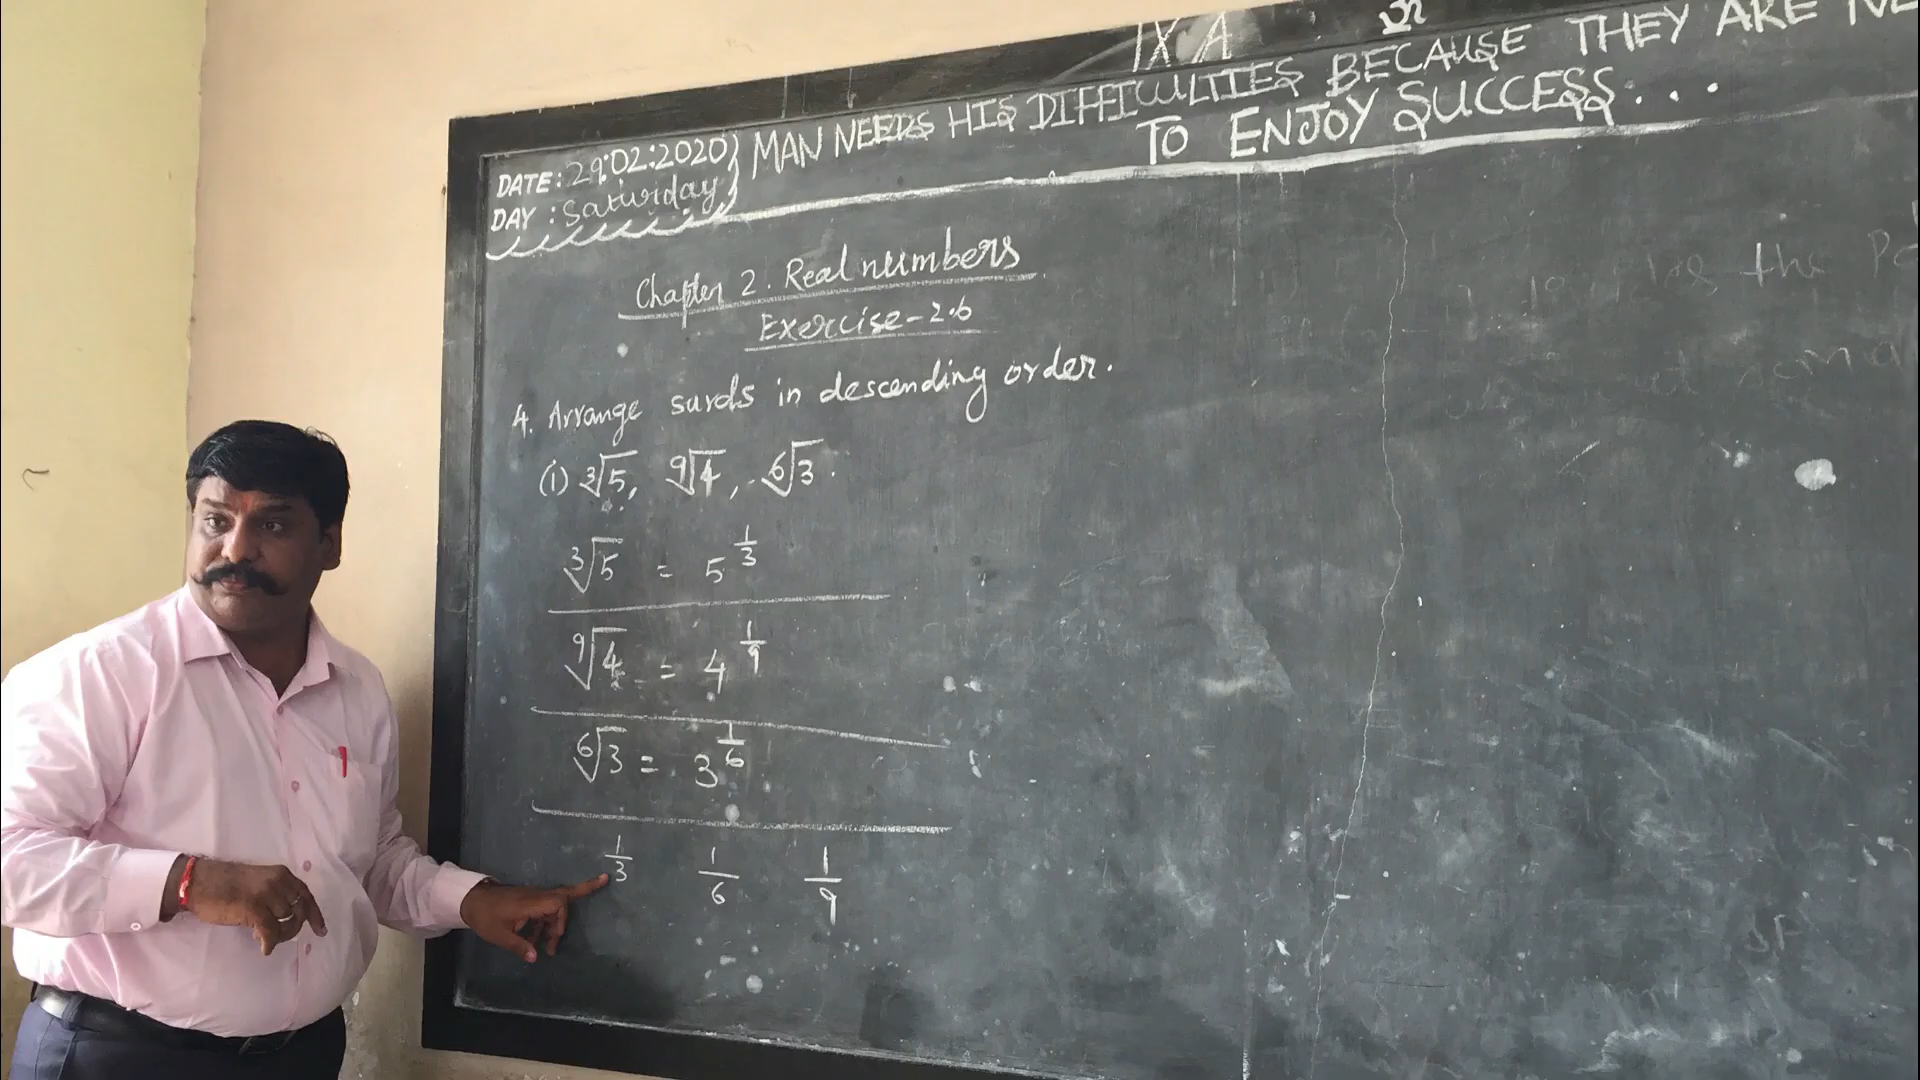 IX A
DATE: 29:02:2020 } MAN NEEDS HIS DIFFICULTIES BECAUSE THEY ARE
DAY : Saturday TO ENJOY SUCCESS....
Chapter 2. Real numbers
Exercise-2.6
4. Arrange surds in descending order.
(i) ∛5, ⁹√4, ⁶√3.
∛5 = 5^(1/3)
⁹√4 = 4^(1/9)
⁶√3 = 3^(1/6)
1/3 1/6 1/9
the